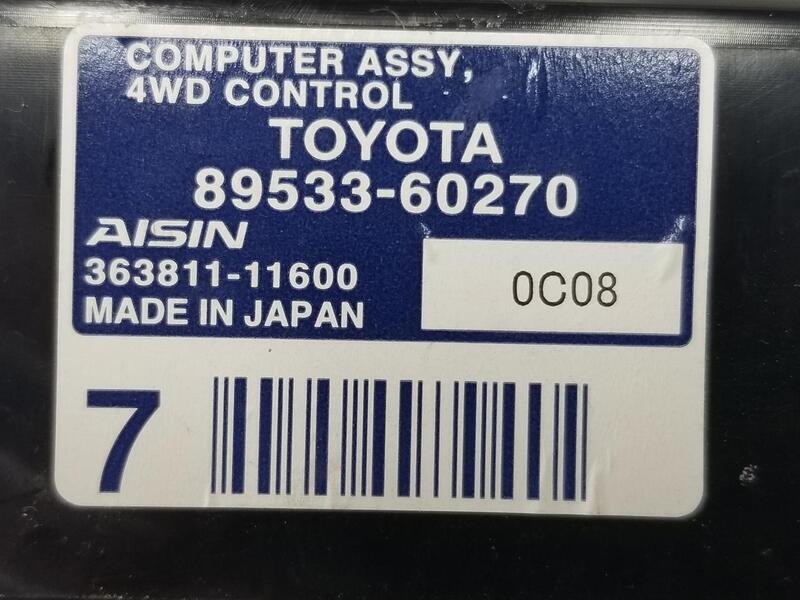 COMPUTER ASSY,
4WD CONTROL
TOYOTA
89533-60270
AISIN
363811-11600
0C08
MADE IN JAPAN
7